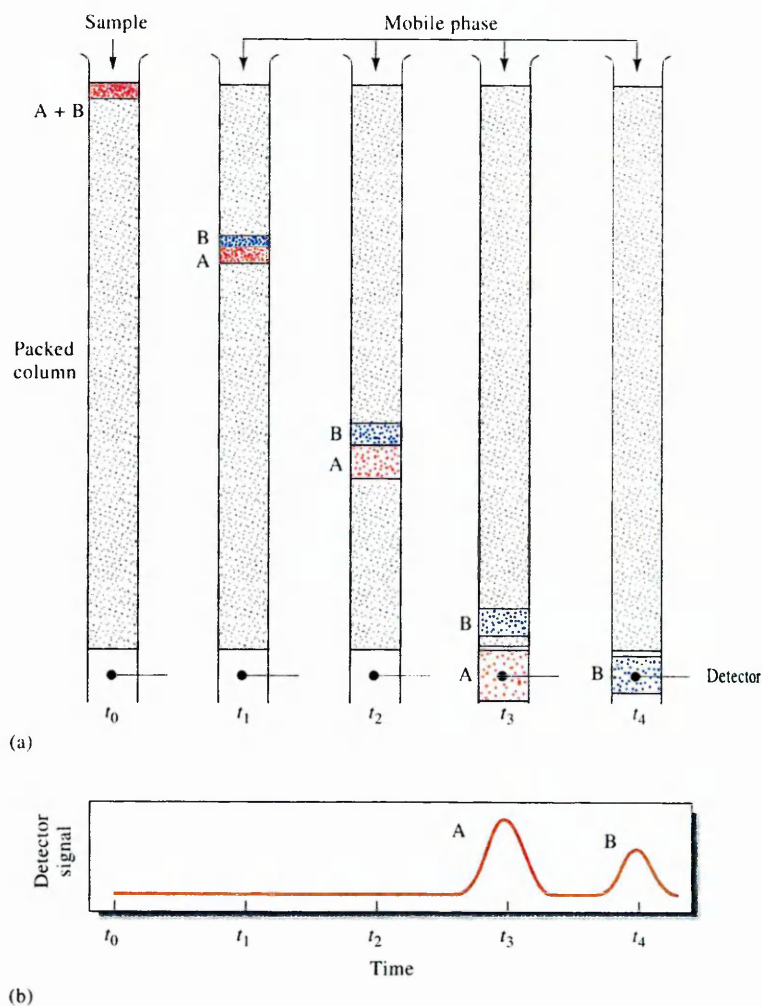 Sample
Mobile phase
A + B
B
A
Packed
column
B
A
B
A
B
Detector
t₀
t₁
t₂
t₃
t₄
(a)
Detector
signal
A
B
t₀
t₁
t₂
t₃
t₄
Time
(b)